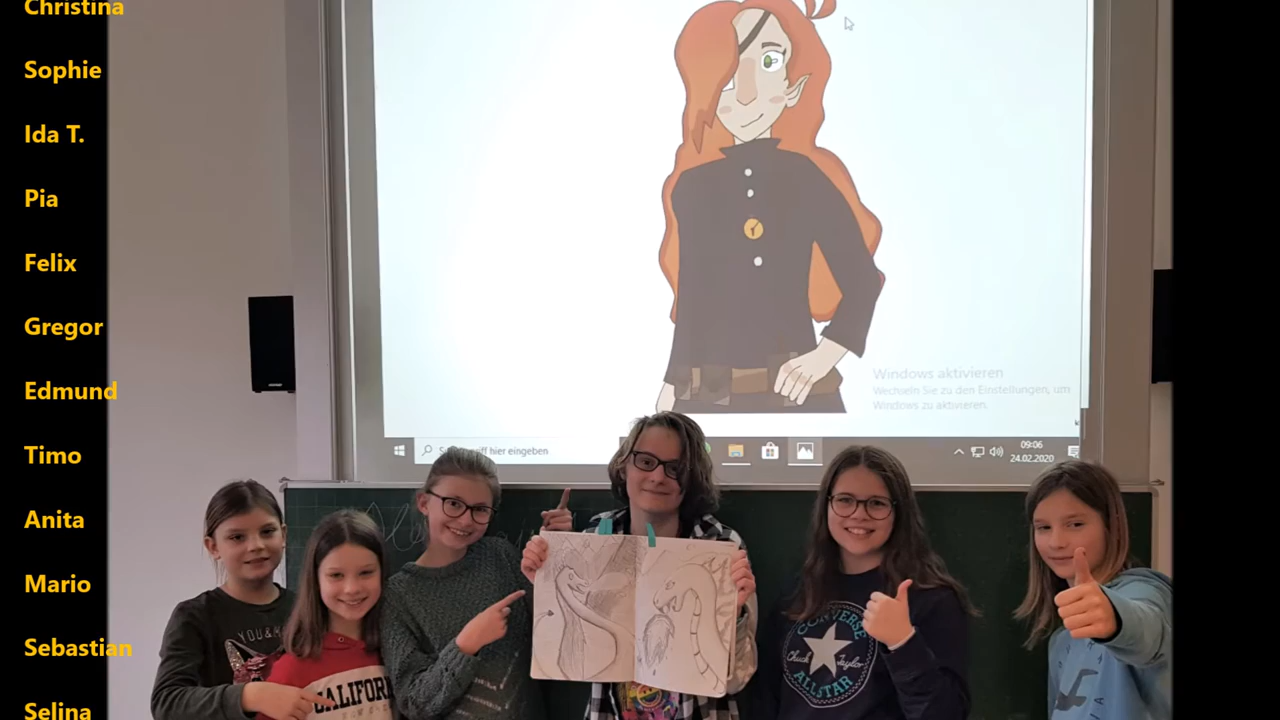 Christina
Sophie
Ida T.
Pia
Felix
Gregor
Edmund
Timo
Anita
Mario
Sebastian
Selina
Windows aktivieren
Wechseln Sie zu den Einstellungen, um
Windows zu aktivieren.
hier eingeben
09:06
24.02.2020
YOU &
CALIFORN
CONVERSE
Chuck Taylor
ALL STAR